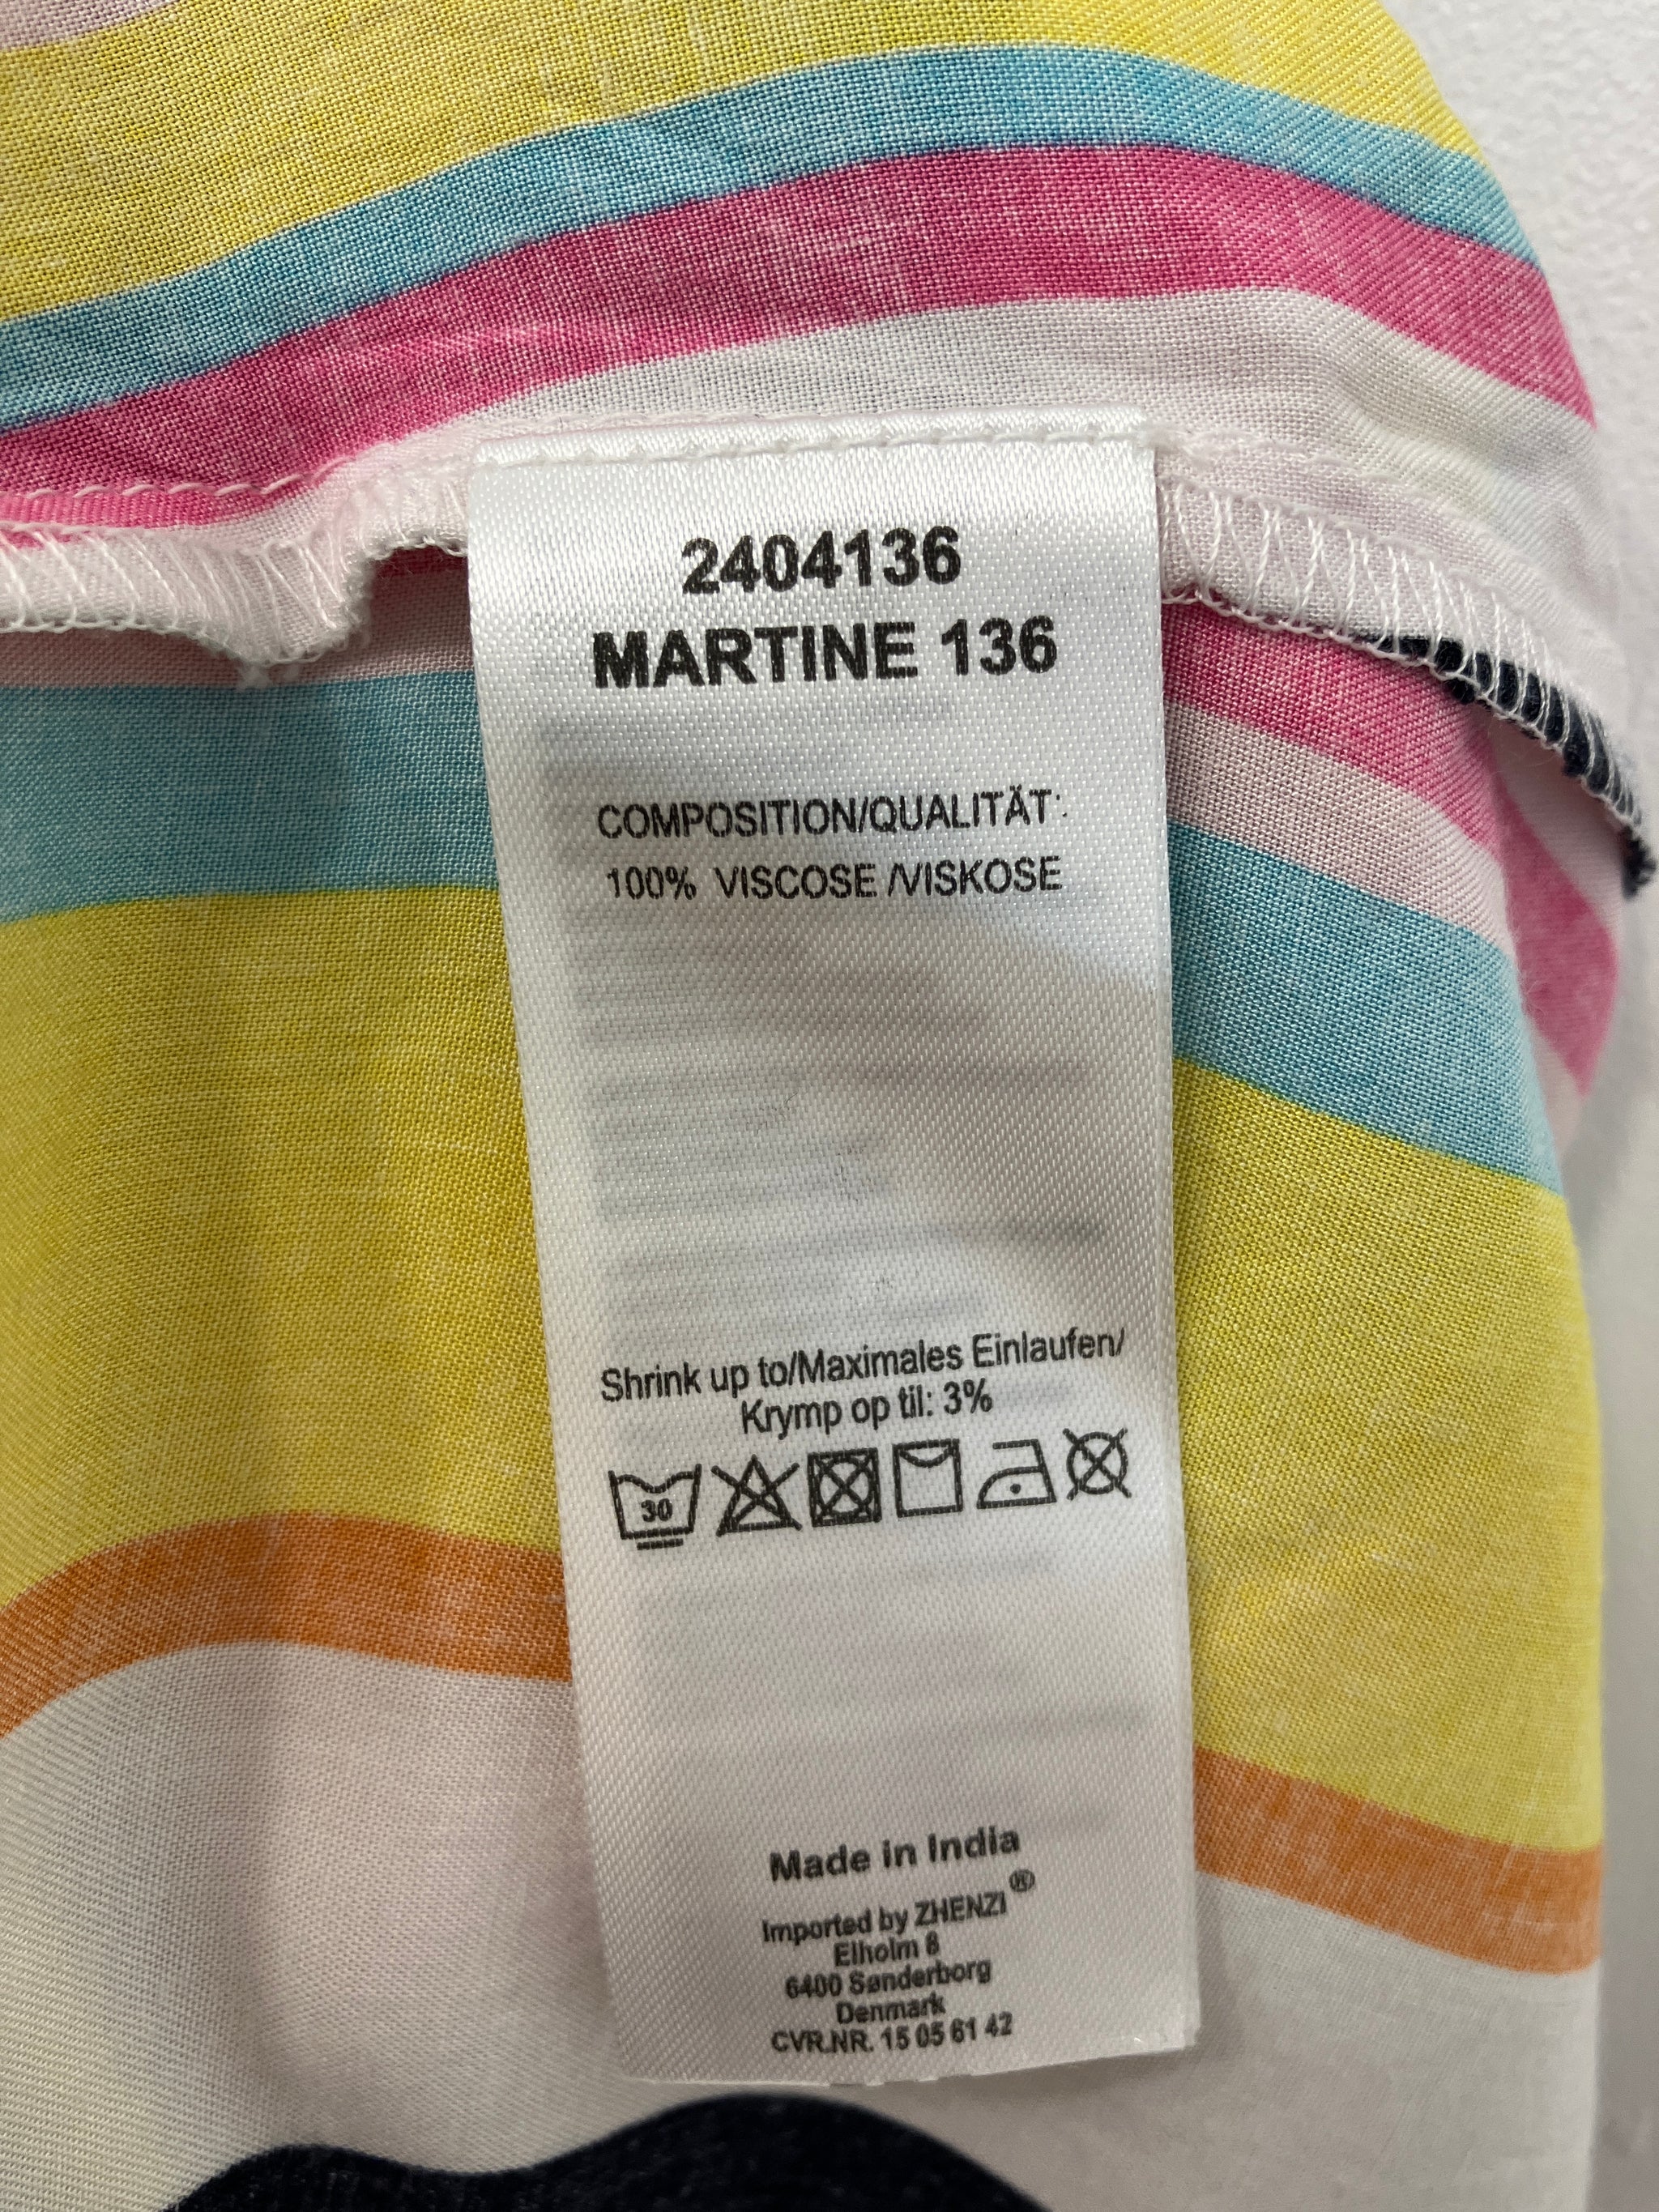 2404136
MARTINE 136
COMPOSITION/QUALITÄT:
100% VISCOSE /VISKOSE
Shrink up to/Maximales Einlaufen/
Krymp op til: 3%
30
Made in India
Imported by ZHENZI®
Elholm 8
6400 Sønderborg
Denmark
CVR.NR. 15 05 61 42